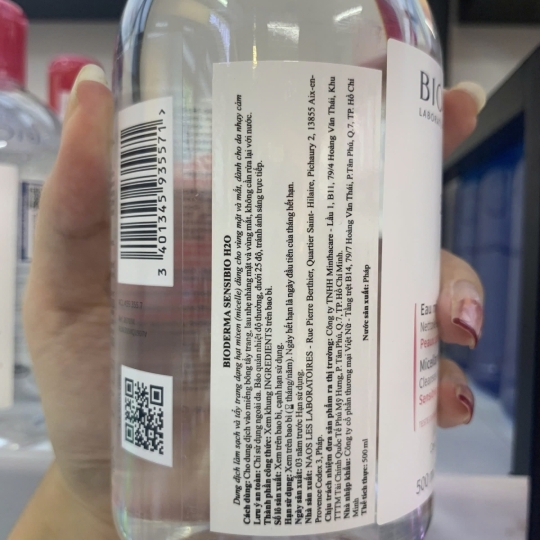 BIODERMA SENSIBIO H2O
Dung dịch làm sạch và tẩy trang dạng hạt mixen (micelle) dùng cho vùng mặt và mắt, dành cho da nhạy cảm
Cách dùng: Cho dung dịch vào miếng bông tẩy trang, lau nhẹ nhàng mặt và vùng mắt, không cần rửa lại với nước.
Lưu ý an toàn: Chỉ sử dụng ngoài da. Bảo quản nhiệt độ thường, dưới 25 độ, tránh ánh sáng trực tiếp.
Thành phần công thức: Xem khung INGREDIENTS trên bao bì.
Số lô sản xuất: Xem trên bao bì, cạnh hạn sử dụng.
Hạn sử dụng: Xem trên bao bì ( tháng/năm). Ngày hết hạn là ngày đầu tiên của tháng hết hạn.
Ngày sản xuất: 03 năm trước Hạn sử dụng.
Nhà sản xuất: NAOS LES LABORATOIRES - Rue Pierre Berthier, Quartier Saint- Hilaire, Pichaury 2, 13855 Aix-en-
Provence Cedex 3, Pháp.
Chịu trách nhiệm đưa sản phẩm ra thị trường: Công ty TNHH Minthacare - Lầu 1, B11, 79/4 Hoàng Văn Thái, Khu
TTTM Tài Chính Quốc Tế Phú Mỹ Hưng, P. Tân Phú, Q.7, TP. Hồ Chí Minh.
Nhà nhập khẩu: Công ty cổ phần thương mại Việt Nữ - Tầng trệt B14, 79/7 Hoàng Văn Thái, P.Tân Phú, Q.7, TP. Hồ Chí
Minh
Thể tích thực: 500 ml
Nước sản xuất: Pháp
3 401345 935571 >
BIO
LABORA
Eau
500